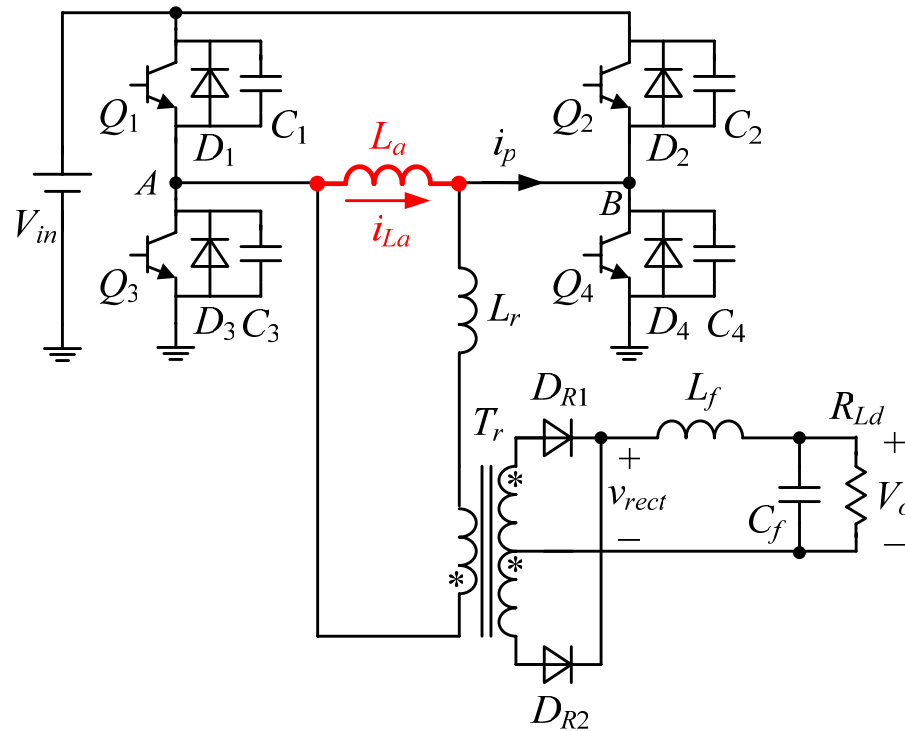 Q1
D1
C1
Q2
D2
C2
La
ip
A
B
Vin
iLa
Q3
D3
C3
Q4
D4
C4
Lr
DR1
Lf
RLd
Tr
*
+
vrect
−
Cf
+
Vo
−
*
*
DR2